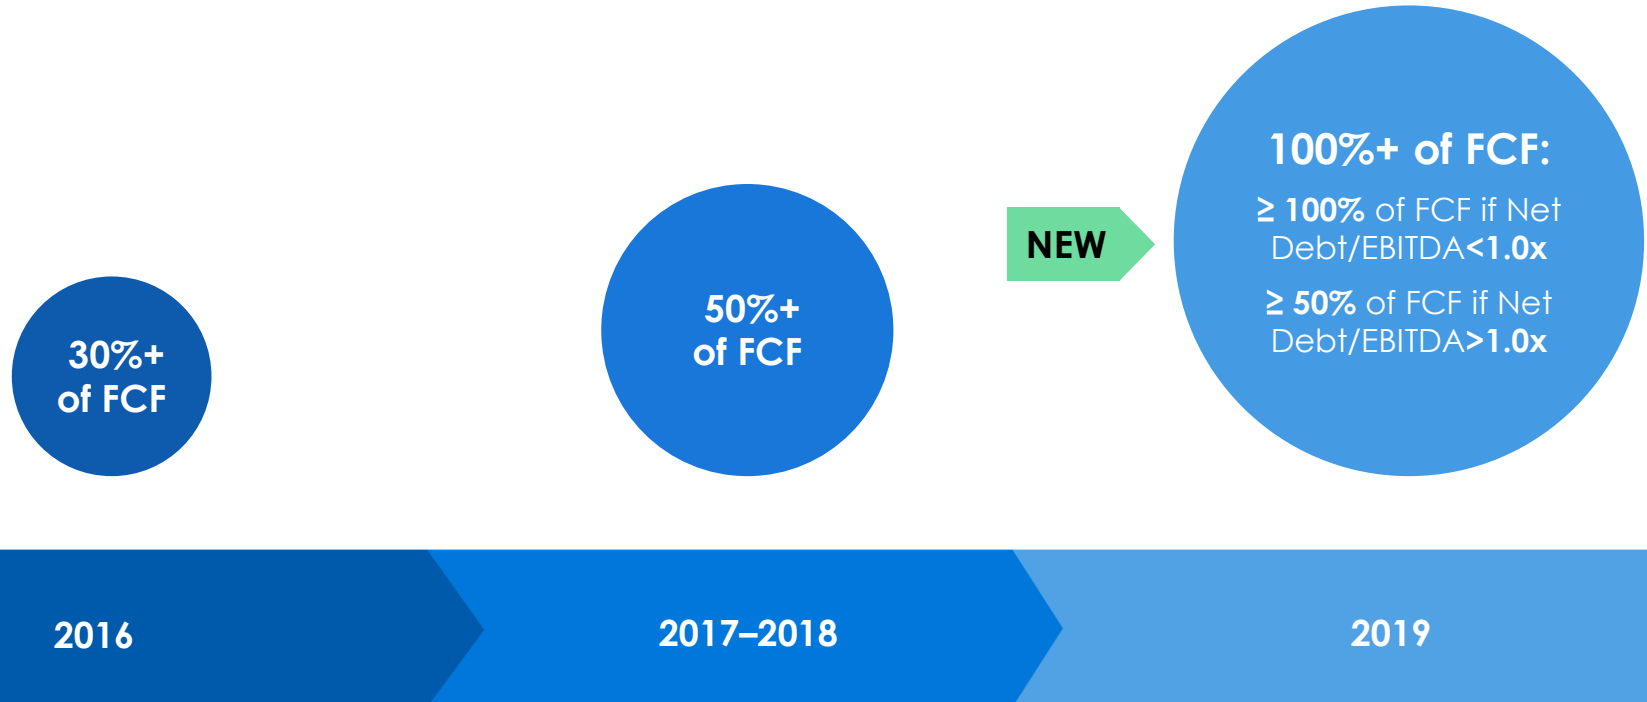 30%+
of FCF
50%+
of FCF
NEW
100%+ of FCF:
≥ 100% of FCF if Net
Debt/EBITDA<1.0x
≥ 50% of FCF if Net
Debt/EBITDA>1.0x
2016
2017–2018
2019